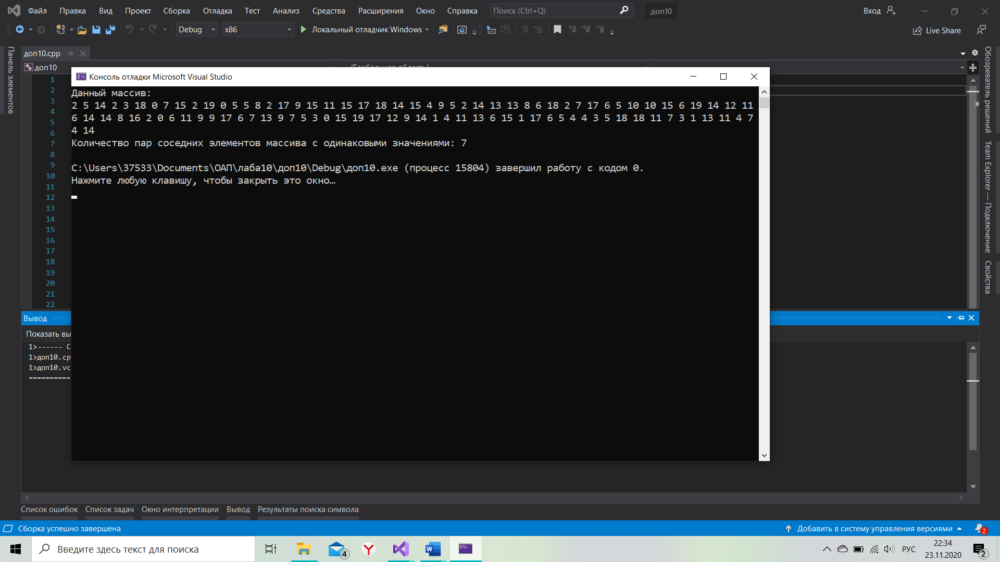 Файл Правка Вид Проект Сборка Отладка Тест Анализ Средства Расширения Окно Справка Поиск (Ctrl+Q) доп10 Вход
Debug x86 Локальный отладчик Windows Live Share
Панель элементов
доп10.cpp
доп10
Консоль отладки Microsoft Visual Studio
Данный массив:
2 5 14 2 3 18 0 7 15 2 19 0 5 5 8 2 17 9 15 11 15 17 18 14 15 4 9 5 2 14 13 13 8 6 18 2 7 17 6 5 10 10 15 6 19 14 12 11
6 14 14 8 16 2 0 6 11 9 9 17 6 7 13 9 7 5 3 0 15 19 17 12 9 14 1 4 11 13 6 15 1 17 6 5 4 4 3 5 18 18 11 7 3 1 13 11 4 7
4 14
Количество пар соседних элементов массива с одинаковыми значениями: 7
C:\Users\37533\Documents\ОАП\лаба10\доп10\Debug\доп10.exe (процесс 15804) завершил работу с кодом 0.
Нажмите любую клавишу, чтобы закрыть это окно…
1
2
3
4
5
6
7
8
9
10
11
12
13
14
15
16
17
18
19
20
21
22
Обозреватель решений
Team Explorer — Подключение
Свойства
Вывод
Показать вы
1>------ С
1>доп10.cp
1>доп10.vc
==========
Список ошибок Список задач Окно интерпретации Вывод Результаты поиска символа
Сборка успешно завершена Добавить в систему управления версиями 2
Введите здесь текст для поиска 4 РУС 22:34
23.11.2020 2